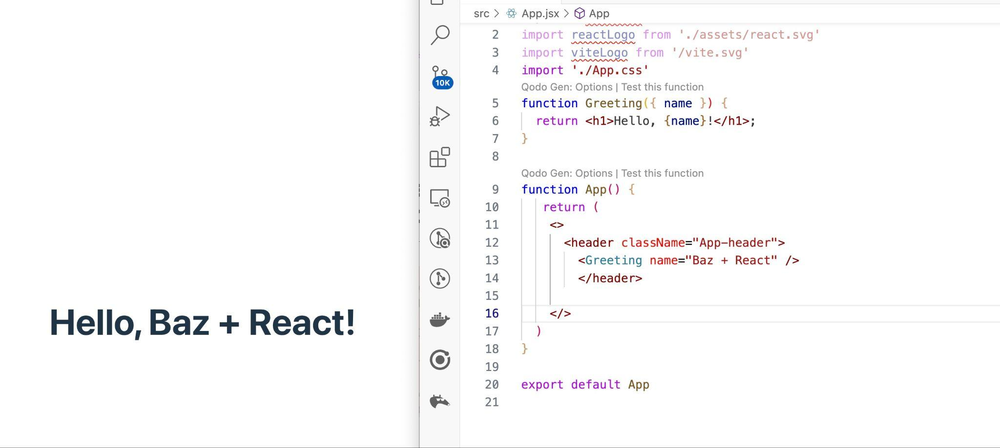 Hello, Baz + React!
src > App.jsx > App
2 import reactLogo from './assets/react.svg'
3 import viteLogo from '/vite.svg'
4 import './App.css'
Qodo Gen: Options | Test this function
5 function Greeting({ name }) {
6 return <h1>Hello, {name}!</h1>;
7 }
8
Qodo Gen: Options | Test this function
9 function App() {
10 return (
11 <>
12 <header className="App-header">
13 <Greeting name="Baz + React" />
14 </header>
15
16 </>
17 )
18 }
19
20 export default App
21
10K